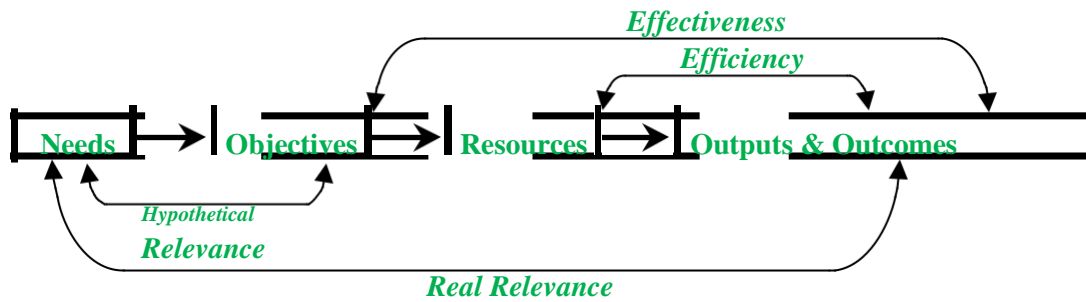 Effectiveness
Efficiency
Needs Objectives Resources Outputs & Outcomes
Hypothetical
Relevance
Real Relevance